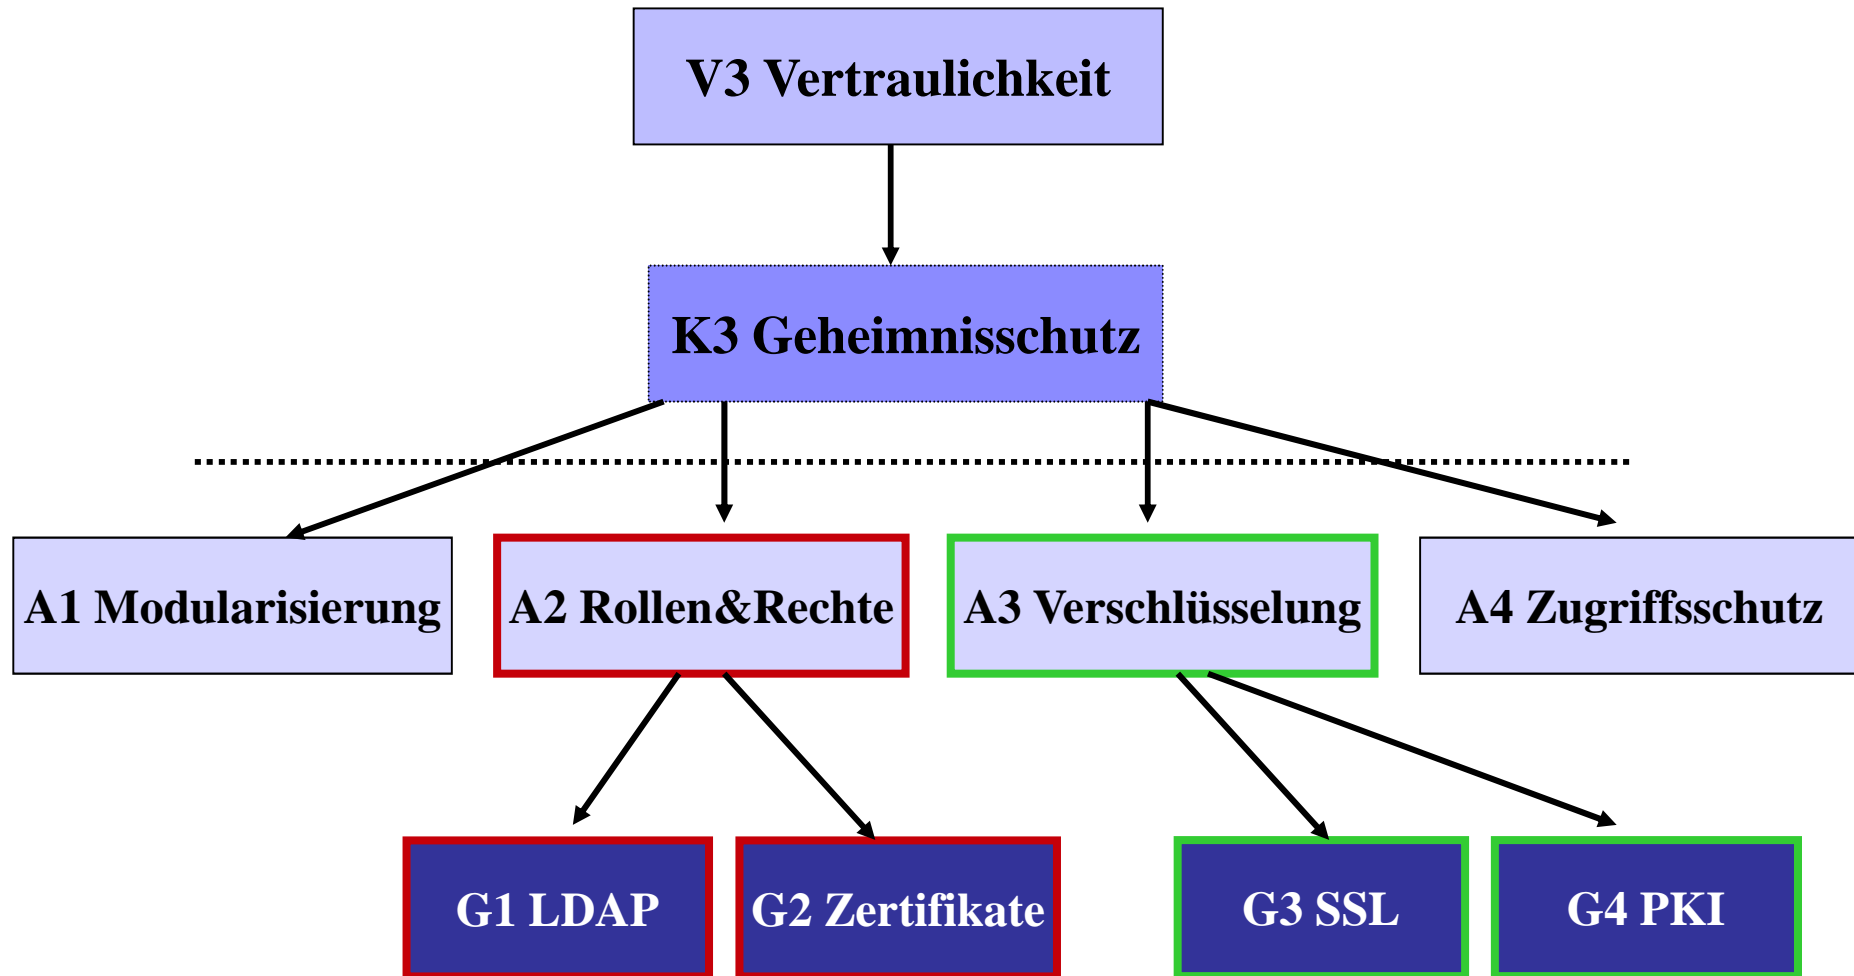 V3 Vertraulichkeit
K3 Geheimnisschutz
A1 Modularisierung
A2 Rollen&Rechte
A3 Verschlüsselung
A4 Zugriffsschutz
G1 LDAP
G2 Zertifikate
G3 SSL
G4 PKI